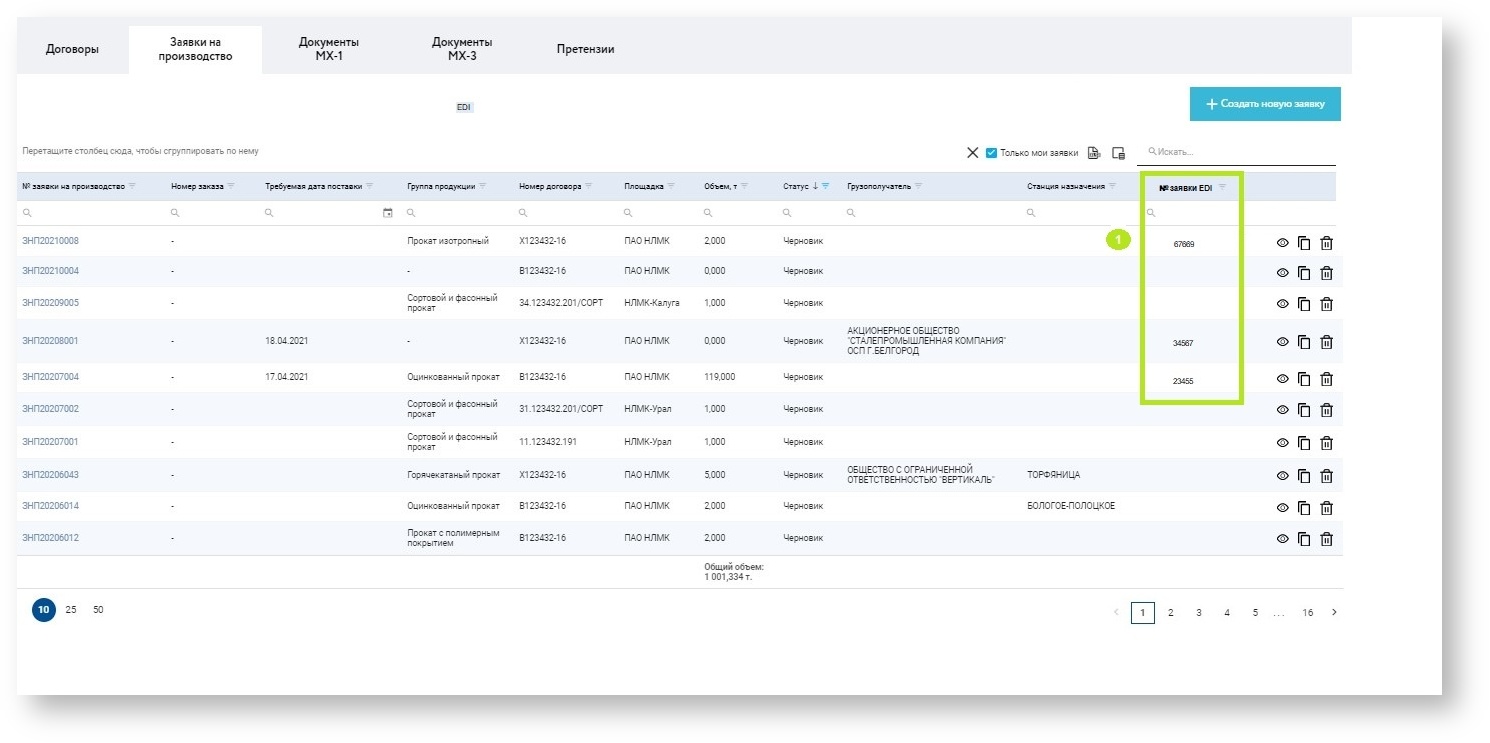 Договоры
Заявки на
производство
Документы
МХ-1
Документы
МХ-3
Претензии
EDI
+ Создать новую заявку
Перетащите столбец сюда, чтобы сгруппировать по нему
Только мои заявки
Искать...
№ заявки на производство Номер заказа Требуемая дата поставки Группа продукции Номер договора Площадка Объем, т Статус ↓ Грузополучатель Станция назначения № заявки EDI
1
ЗНП20210008 - Прокат изотропный X123432-16 ПАО НЛМК 2,000 Черновик 67669
ЗНП20210004 - - B123432-16 ПАО НЛМК 0,000 Черновик
ЗНП20209005 - Сортовой и фасонный
прокат 34.123432.201/СОРТ НЛМК-Калуга 1,000 Черновик
ЗНП20208001 - 18.04.2021 - X123432-16 ПАО НЛМК 0,000 Черновик АКЦИОНЕРНОЕ ОБЩЕСТВО
"СТАЛЕПРОМЫШЛЕННАЯ КОМПАНИЯ"
ОСП Г.БЕЛГОРОД 34567
ЗНП20207004 - 17.04.2021 Оцинкованный прокат B123432-16 ПАО НЛМК 119,000 Черновик 23455
ЗНП20207002 - Сортовой и фасонный
прокат 31.123432.201/СОРТ НЛМК-Урал 1,000 Черновик
ЗНП20207001 - Сортовой и фасонный
прокат 11.123432.191 НЛМК-Урал 1,000 Черновик
ЗНП20206043 - Горячекатаный прокат X123432-16 ПАО НЛМК 5,000 Черновик ОБЩЕСТВО С ОГРАНИЧЕННОЙ
ОТВЕТСТВЕННОСТЬЮ "ВЕРТИКАЛЬ" ТОРФЯНИЦА
ЗНП20206014 - Оцинкованный прокат B123432-16 ПАО НЛМК 2,000 Черновик БОЛОГОЕ-ПОЛОЦКОЕ
ЗНП20206012 - Прокат с полимерным
покрытием B123432-16 ПАО НЛМК 2,000 Черновик
Общий объем:
1 001,334 т.
10 25 50
< 1 2 3 4 5 ... 16 >